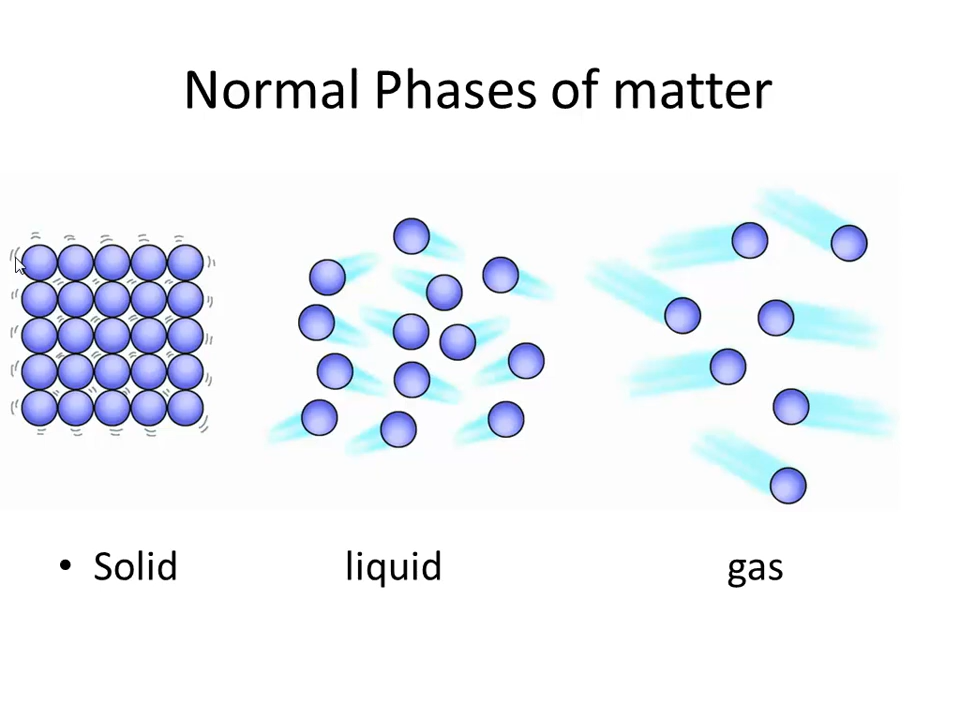 Normal Phases of matter
• Solid liquid gas